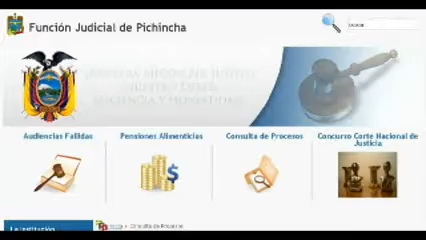 Función Judicial de Pichincha
Audiencias Fallidas
Pensiones Alimenticias
Consulta de Procesos
Concurso Corte Nacional de
Justicia
La Institución
Consulta de Procesos